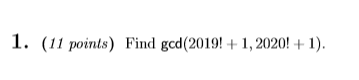 1. (11 points) Find gcd(2019! + 1, 2020! + 1).